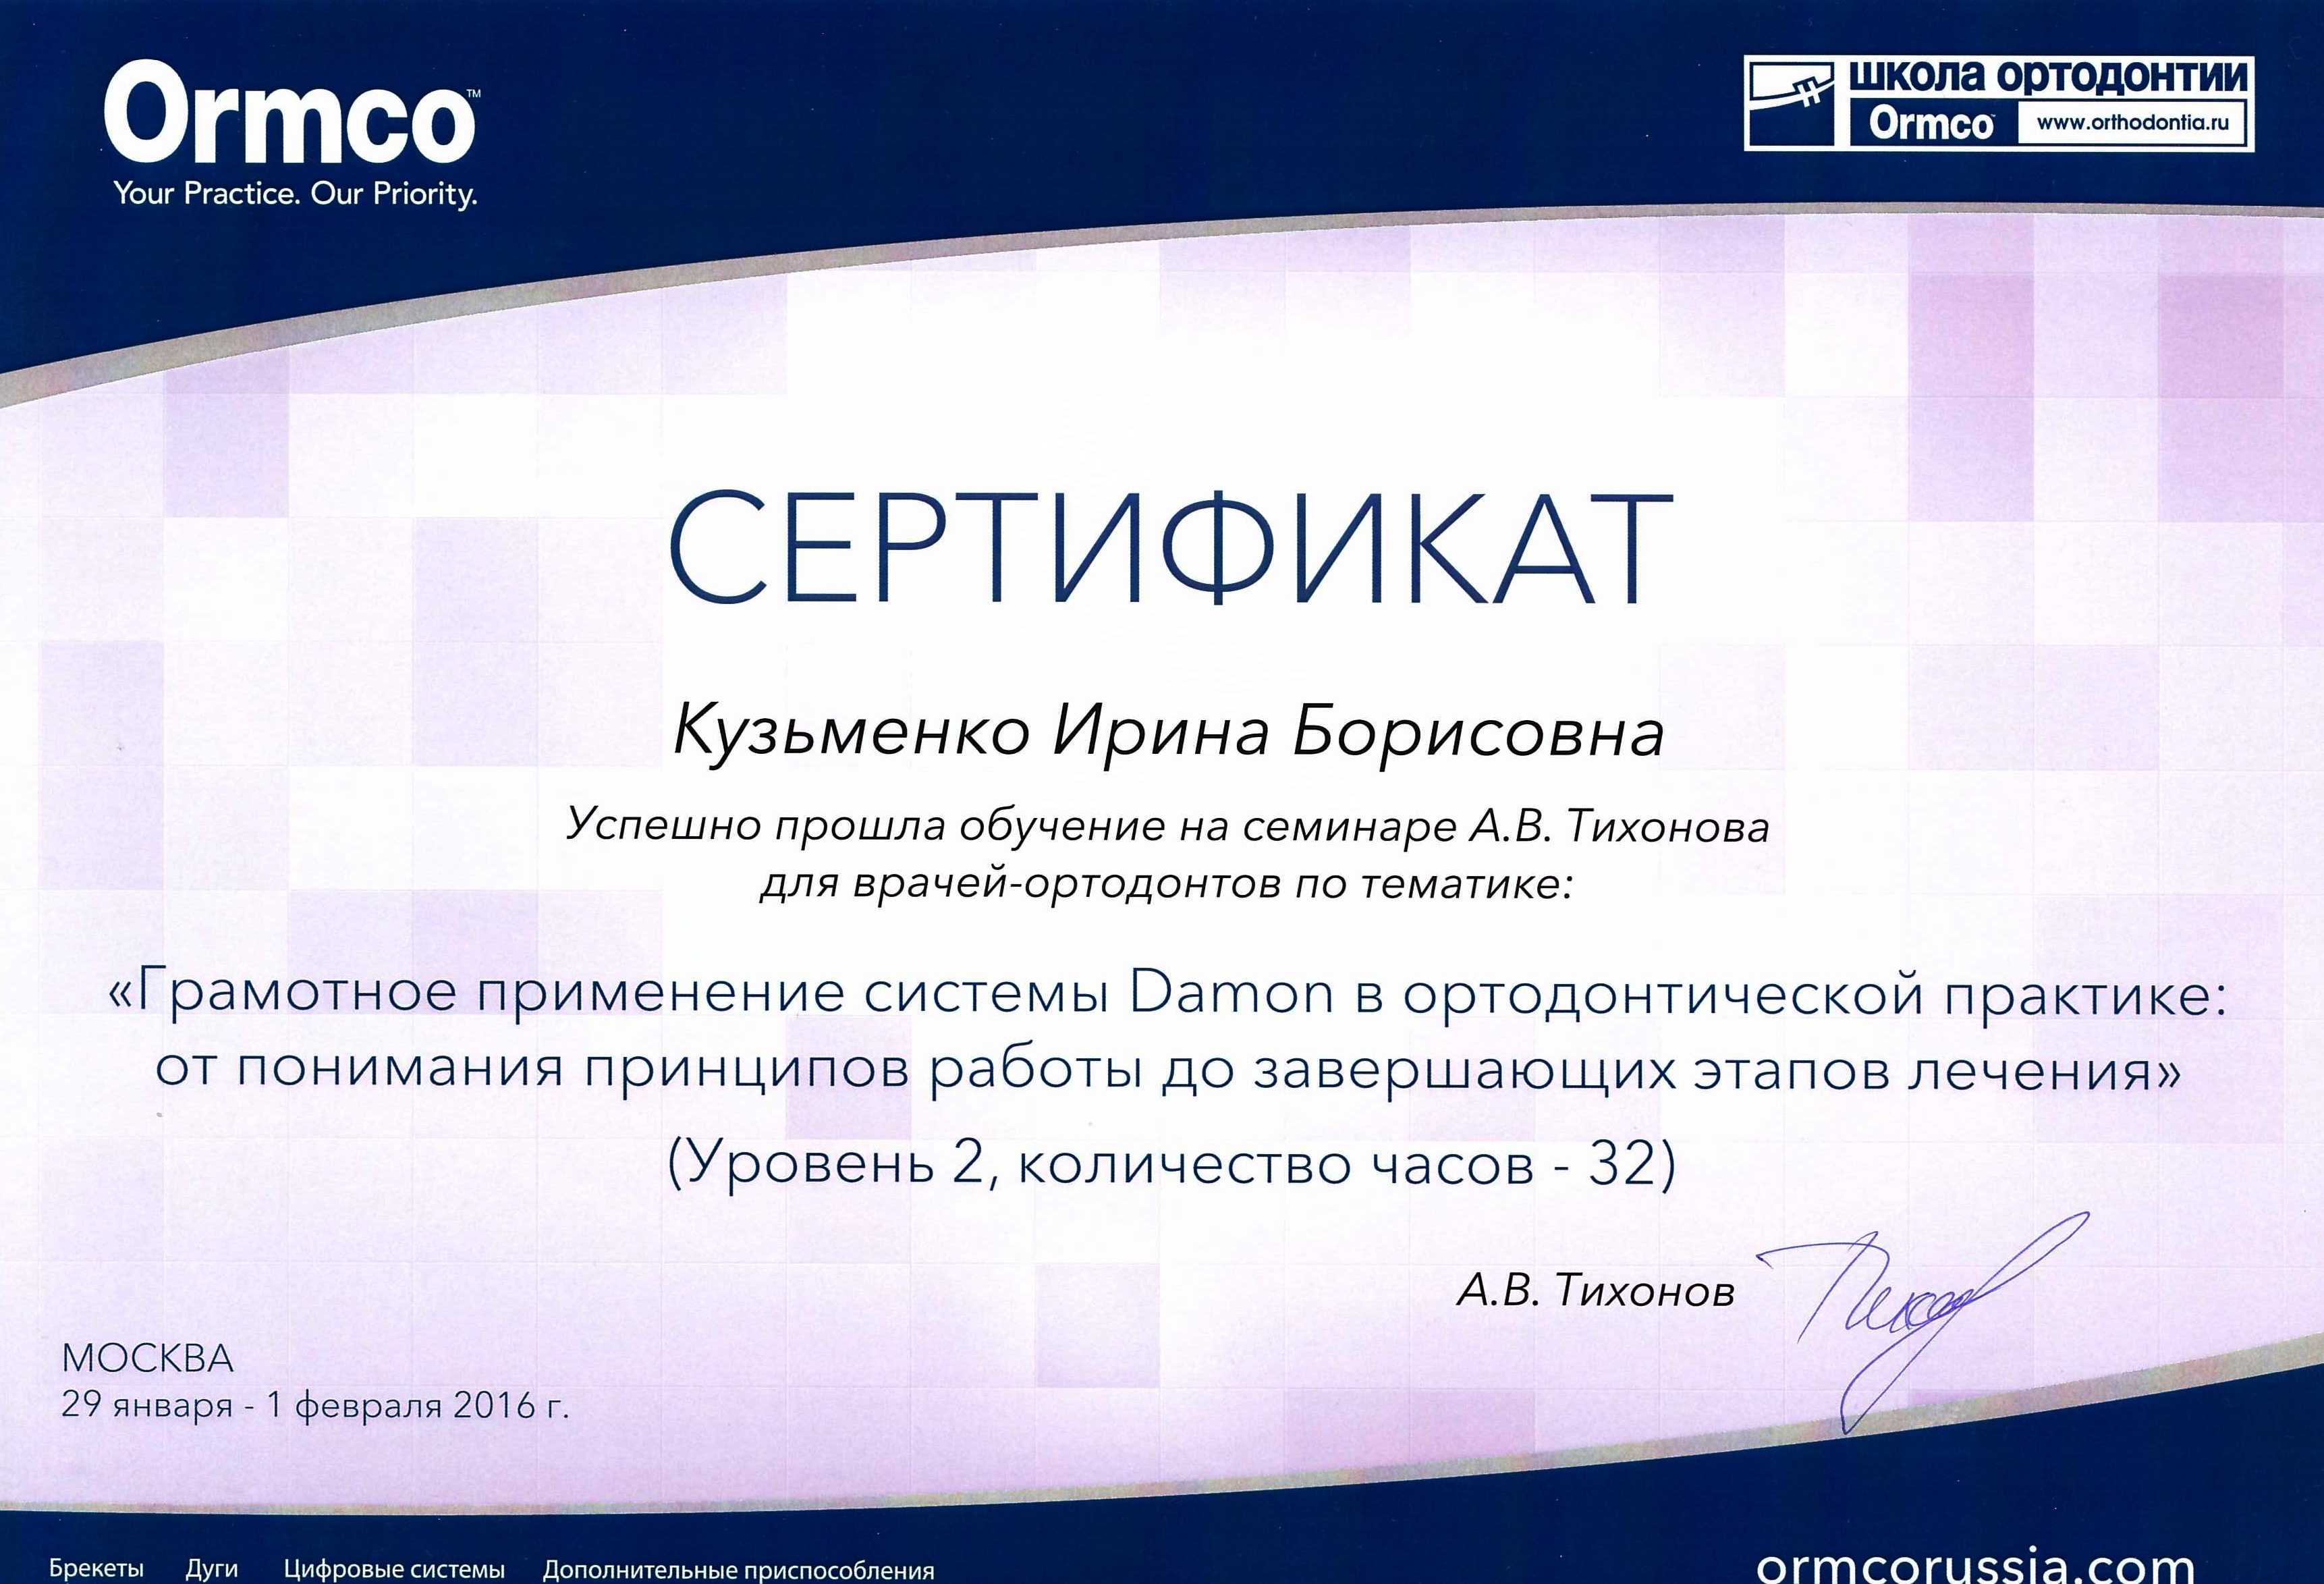 Ormco™
Your Practice. Our Priority.
ШКОЛА ОРТОДОНТИИ
Ormco
www.orthodontia.ru
СЕРТИФИКАТ
Кузьменко Ирина Борисовна
Успешно прошла обучение на семинаре А.В. Тихонова
для врачей-ортодонтов по тематике:
«Грамотное применение системы Damon в ортодонтической практике:
от понимания принципов работы до завершающих этапов лечения»
(Уровень 2, количество часов - 32)
А.В. Тихонов
МОСКВА
29 января - 1 февраля 2016 г.
Брекеты Дуги Цифровые системы Дополнительные приспособления
ormcorussia.com